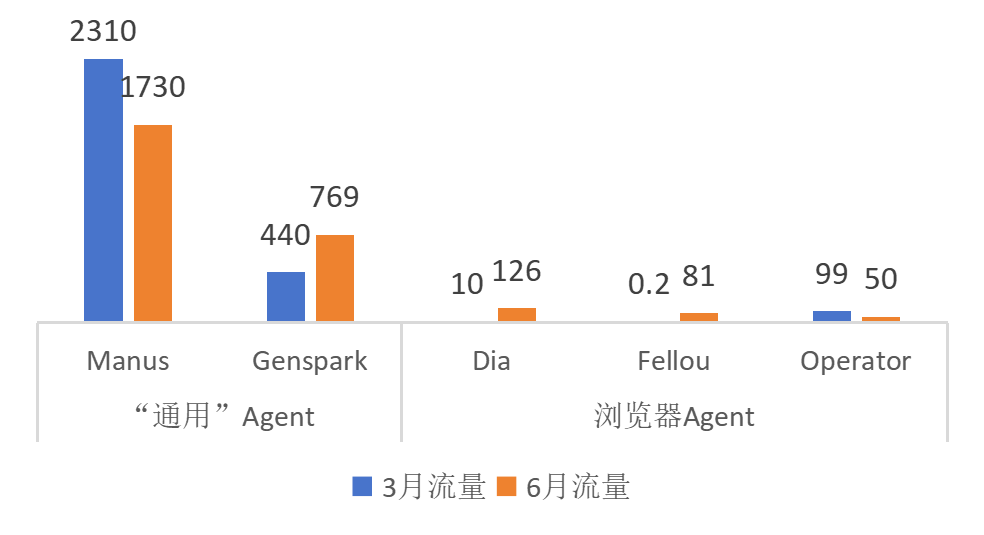 2310
1730
440
769
10
126
0.2
81
99
50
Manus
Genspark
Dia
Fellou
Operator
“通用”Agent
浏览器Agent
3月流量
6月流量